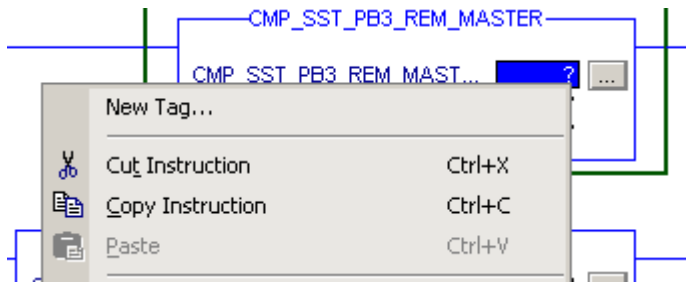 CMP_SST_PB3_REM_MASTER
CMP_SST_PB3_REM_MAST... ? ...
New Tag...
Cut Instruction Ctrl+X
Copy Instruction Ctrl+C
Paste Ctrl+V